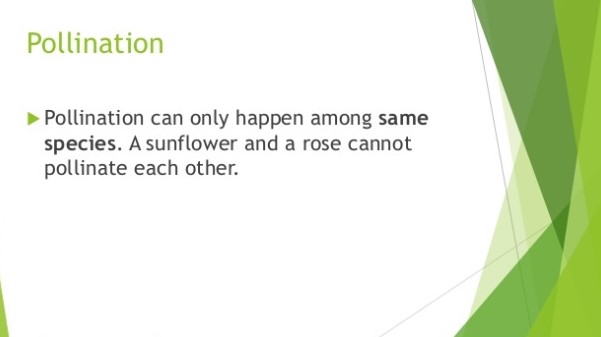 Pollination
Pollination can only happen among same
species. A sunflower and a rose cannot
pollinate each other.